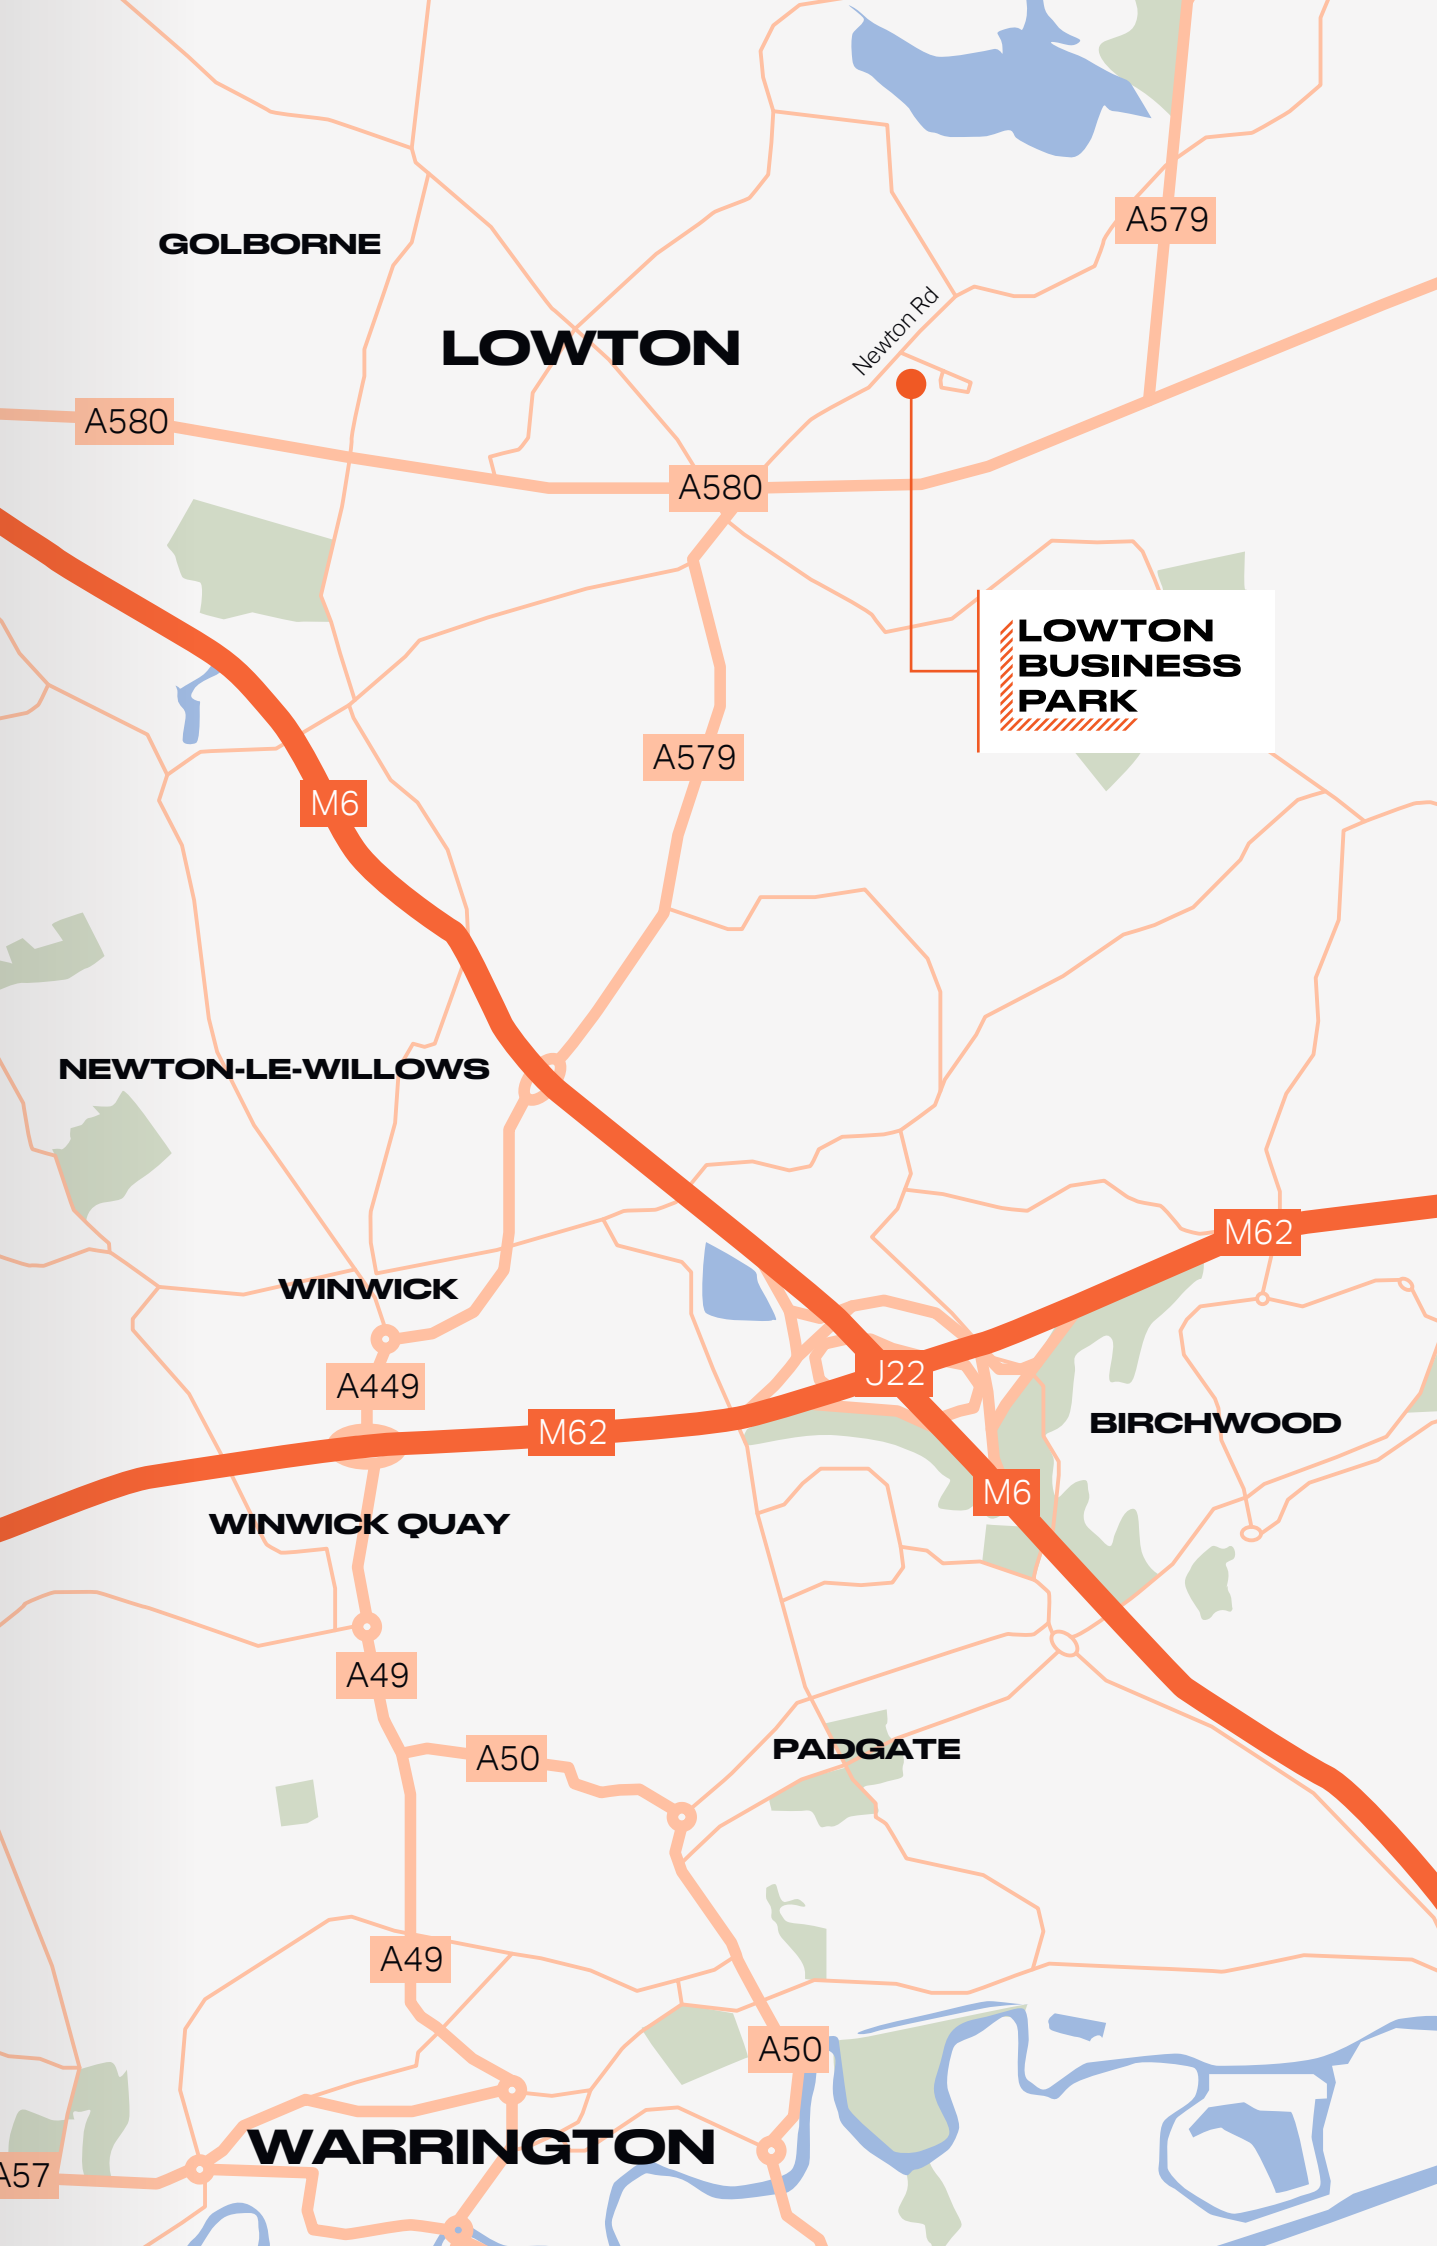 A579
GOLBORNE
Newton Rd
LOWTON
A580
A580
LOWTON
BUSINESS
PARK
A579
M6
NEWTON-LE-WILLOWS
M62
WINWICK
J22
A449
BIRCHWOOD
M62
M6
WINWICK QUAY
A49
PADGATE
A50
A49
A50
WARRINGTON
A57